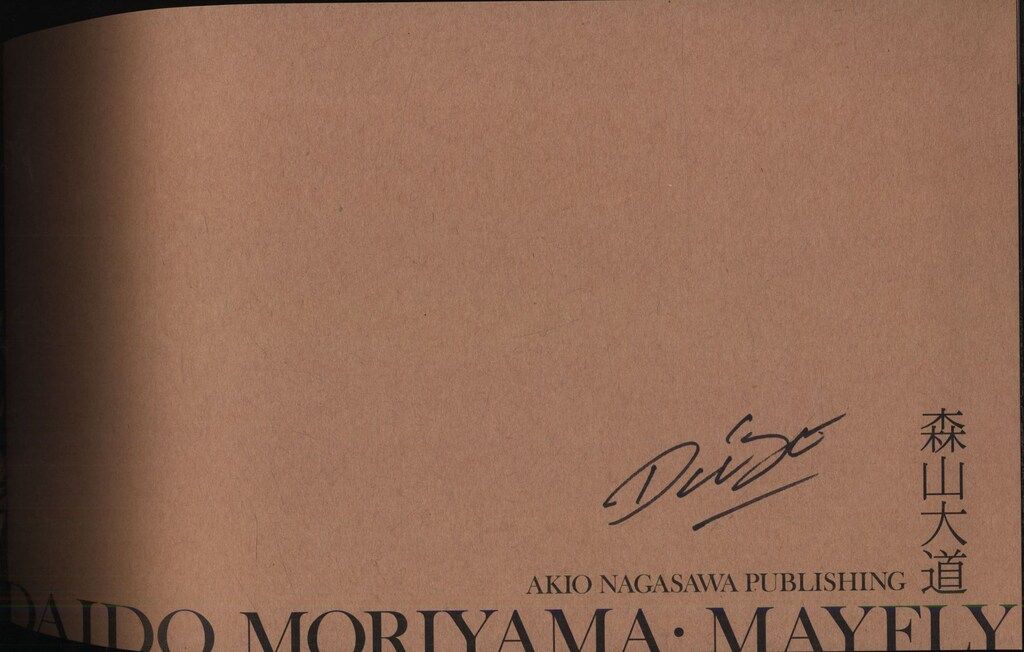 Daido
森山大道
AKIO NAGASAWA PUBLISHING
DAIDO MORIYAMA · MAYFLY